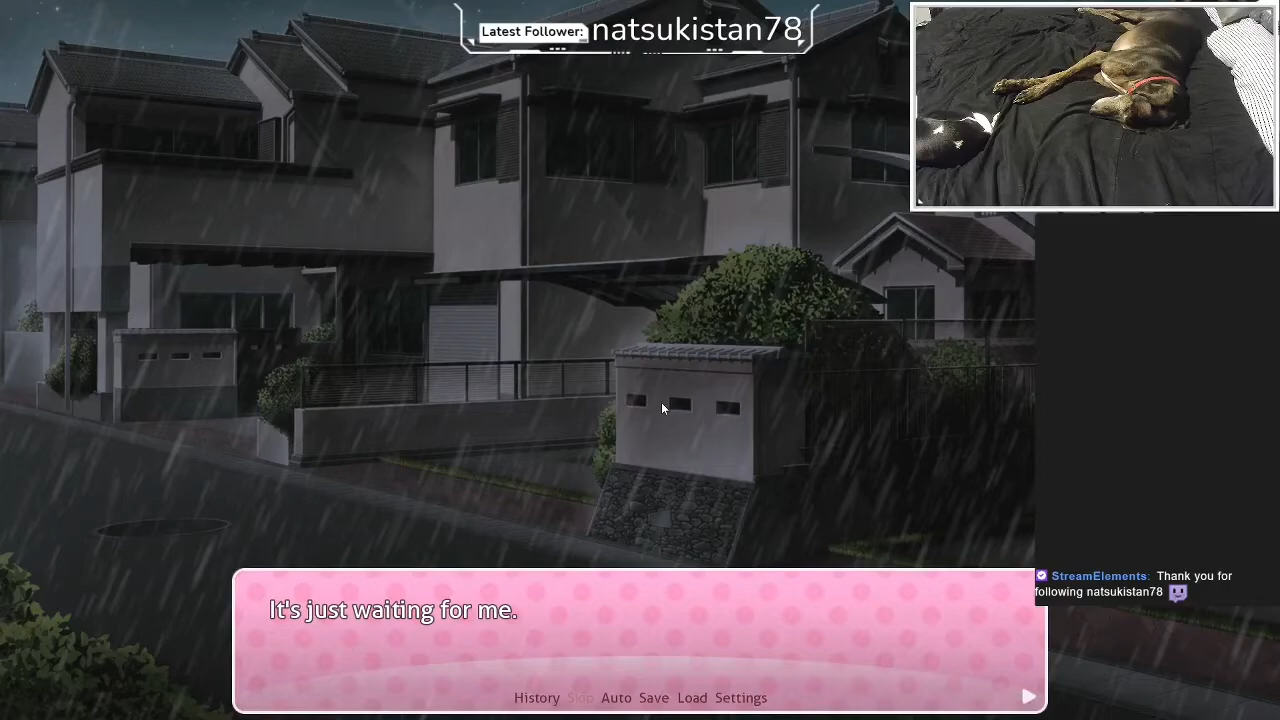 Latest Follower: natsukistan78
StreamElements: Thank you for
following natsukistan78
It's just waiting for me.
History Skip Auto Save Load Settings